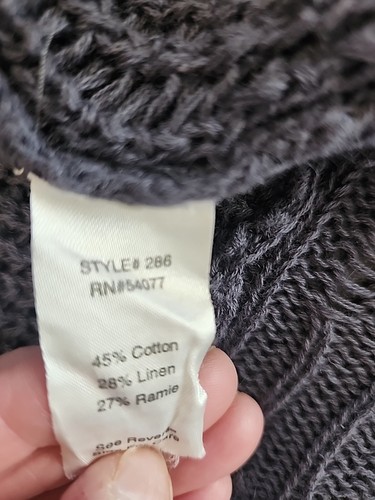 STYLE# 286
RN#54077
45% Cotton
28% Linen
27% Ramie
See Reverse